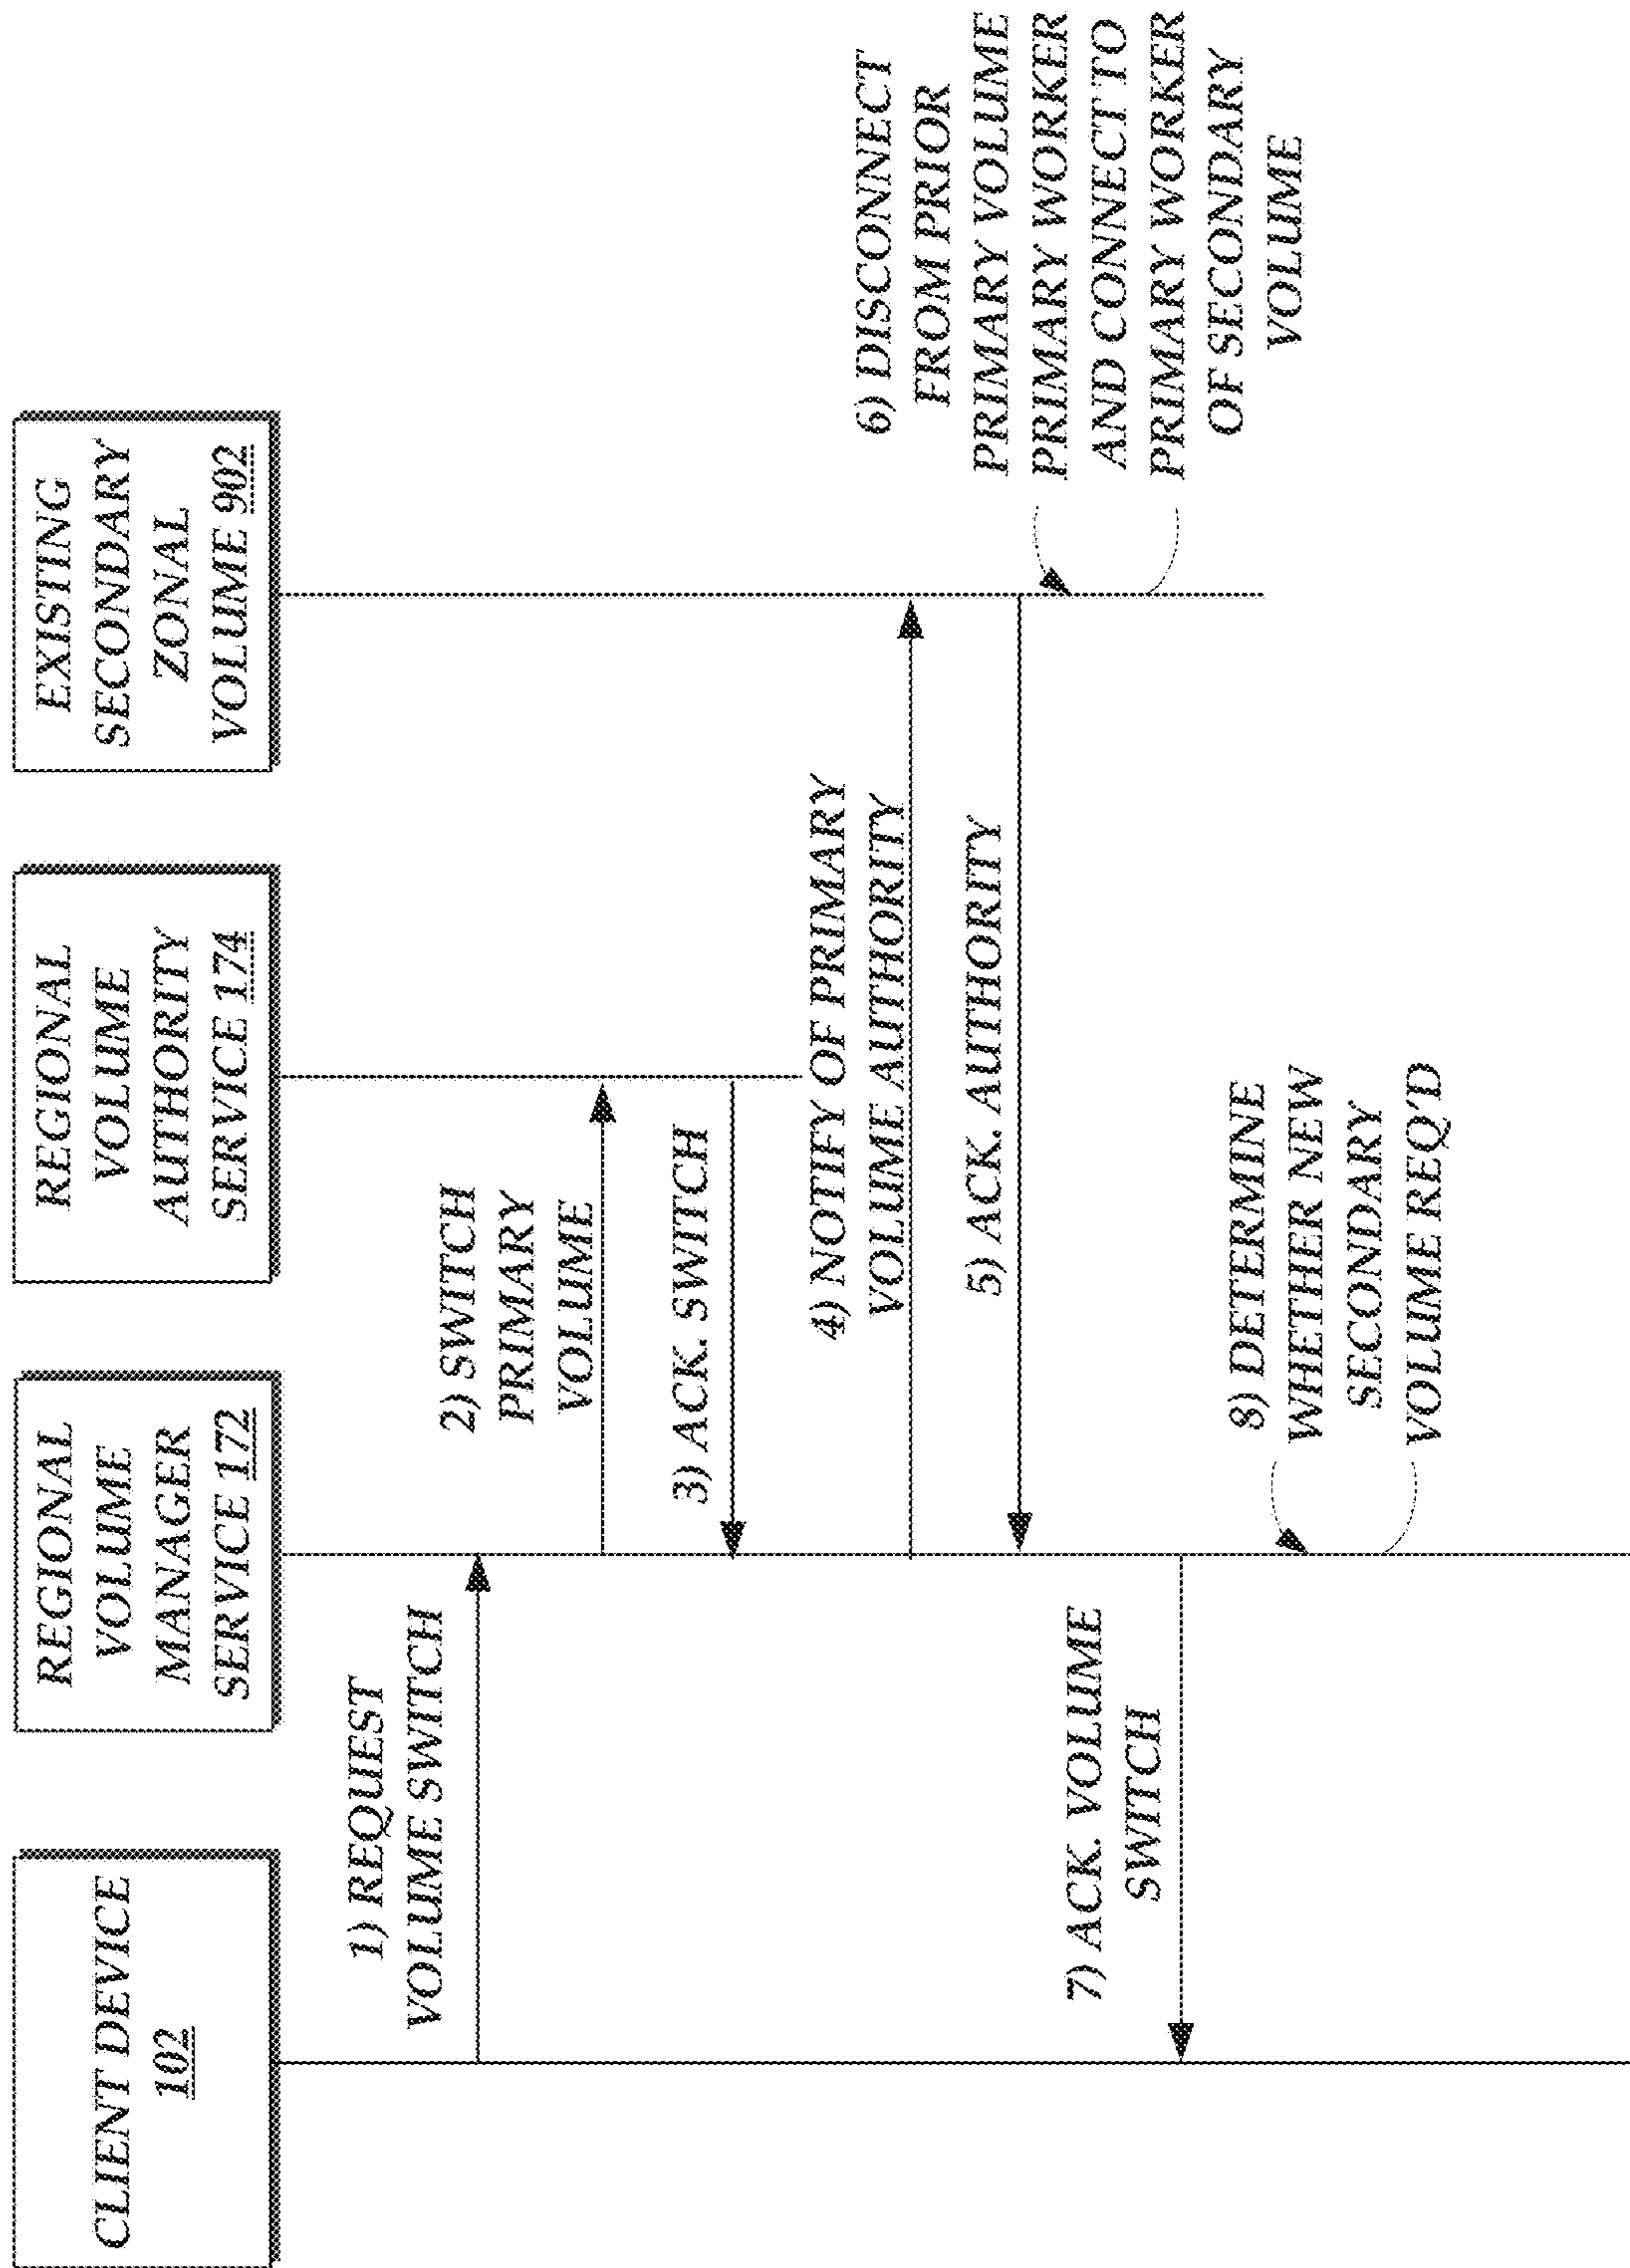 CLIENT DEVICE
102
REGIONAL
VOLUME
MANAGER
SERVICE 172
REGIONAL
VOLUME
AUTHORITY
SERVICE 174
EXISTING
SECONDARY
ZONAL
VOLUME 902
1) REQUEST
VOLUME SWITCH
2) SWITCH
PRIMARY
VOLUME
3) ACK. SWITCH
4) NOTIFY OF PRIMARY
VOLUME AUTHORITY
5) ACK. AUTHORITY
6) DISCONNECT
FROM PRIOR
PRIMARY VOLUME
PRIMARY WORKER
AND CONNECT TO
PRIMARY WORKER
OF SECONDARY
VOLUME
7) ACK. VOLUME
SWITCH
8) DETERMINE
WHETHER NEW
SECONDARY
VOLUME REQ'D